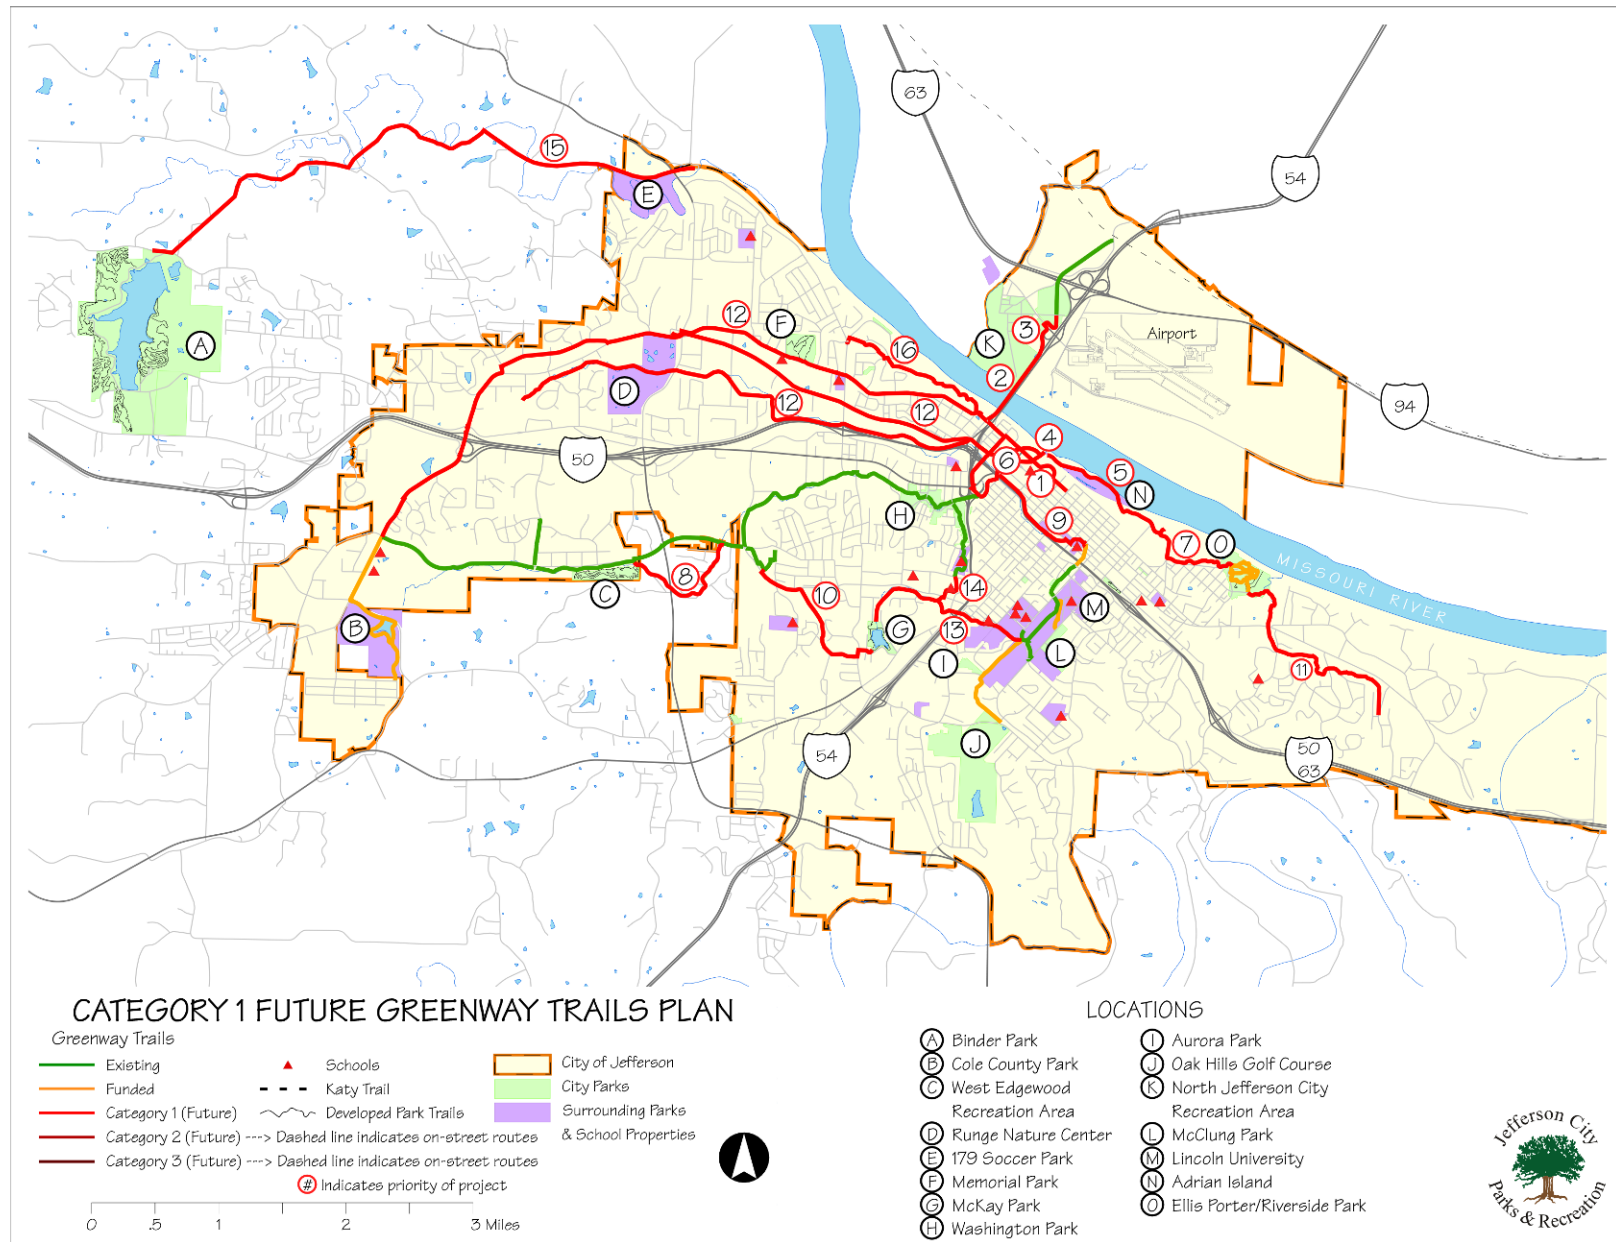 63
54
15
E
12
F
A
16
K
3
Airport
2
D
12
12
94
50
4
6
5
1
N
H
9
7
O
8
C
10
14
M
MISSOURI RIVER
B
G
13
I
L
11
J
54
50
63
CATEGORY 1 FUTURE GREENWAY TRAILS PLAN
Greenway Trails
Existing
Funded
Category 1 (Future)
Category 2 (Future) ---> Dashed line indicates on-street routes
Category 3 (Future) ---> Dashed line indicates on-street routes
Schools
Katy Trail
Developed Park Trails
# Indicates priority of project
City of Jefferson
City Parks
Surrounding Parks
& School Properties
0 .5 1 2 3 Miles
LOCATIONS
A Binder Park
B Cole County Park
C West Edgewood
Recreation Area
D Runge Nature Center
E 179 Soccer Park
F Memorial Park
G McKay Park
H Washington Park
I Aurora Park
J Oak Hills Golf Course
K North Jefferson City
Recreation Area
L McClung Park
M Lincoln University
N Adrian Island
O Ellis Porter/Riverside Park
Jefferson City
Parks & Recreation